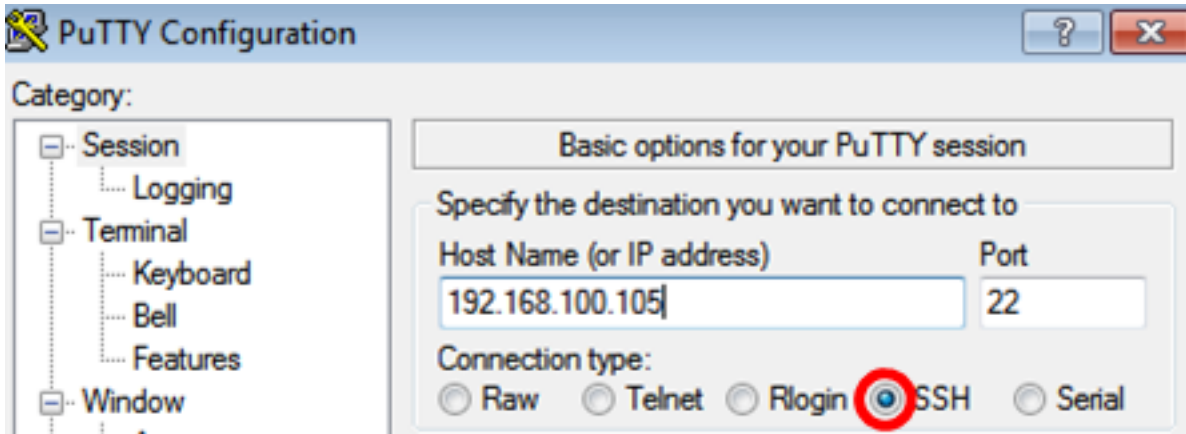 PuTTY Configuration
?
Category:
Session
Logging
Terminal
Keyboard
Bell
Features
Window
Basic options for your PuTTY session
Specify the destination you want to connect to
Host Name (or IP address) Port
192.168.100.105 22
Connection type:
Raw Telnet Rlogin SSH Serial